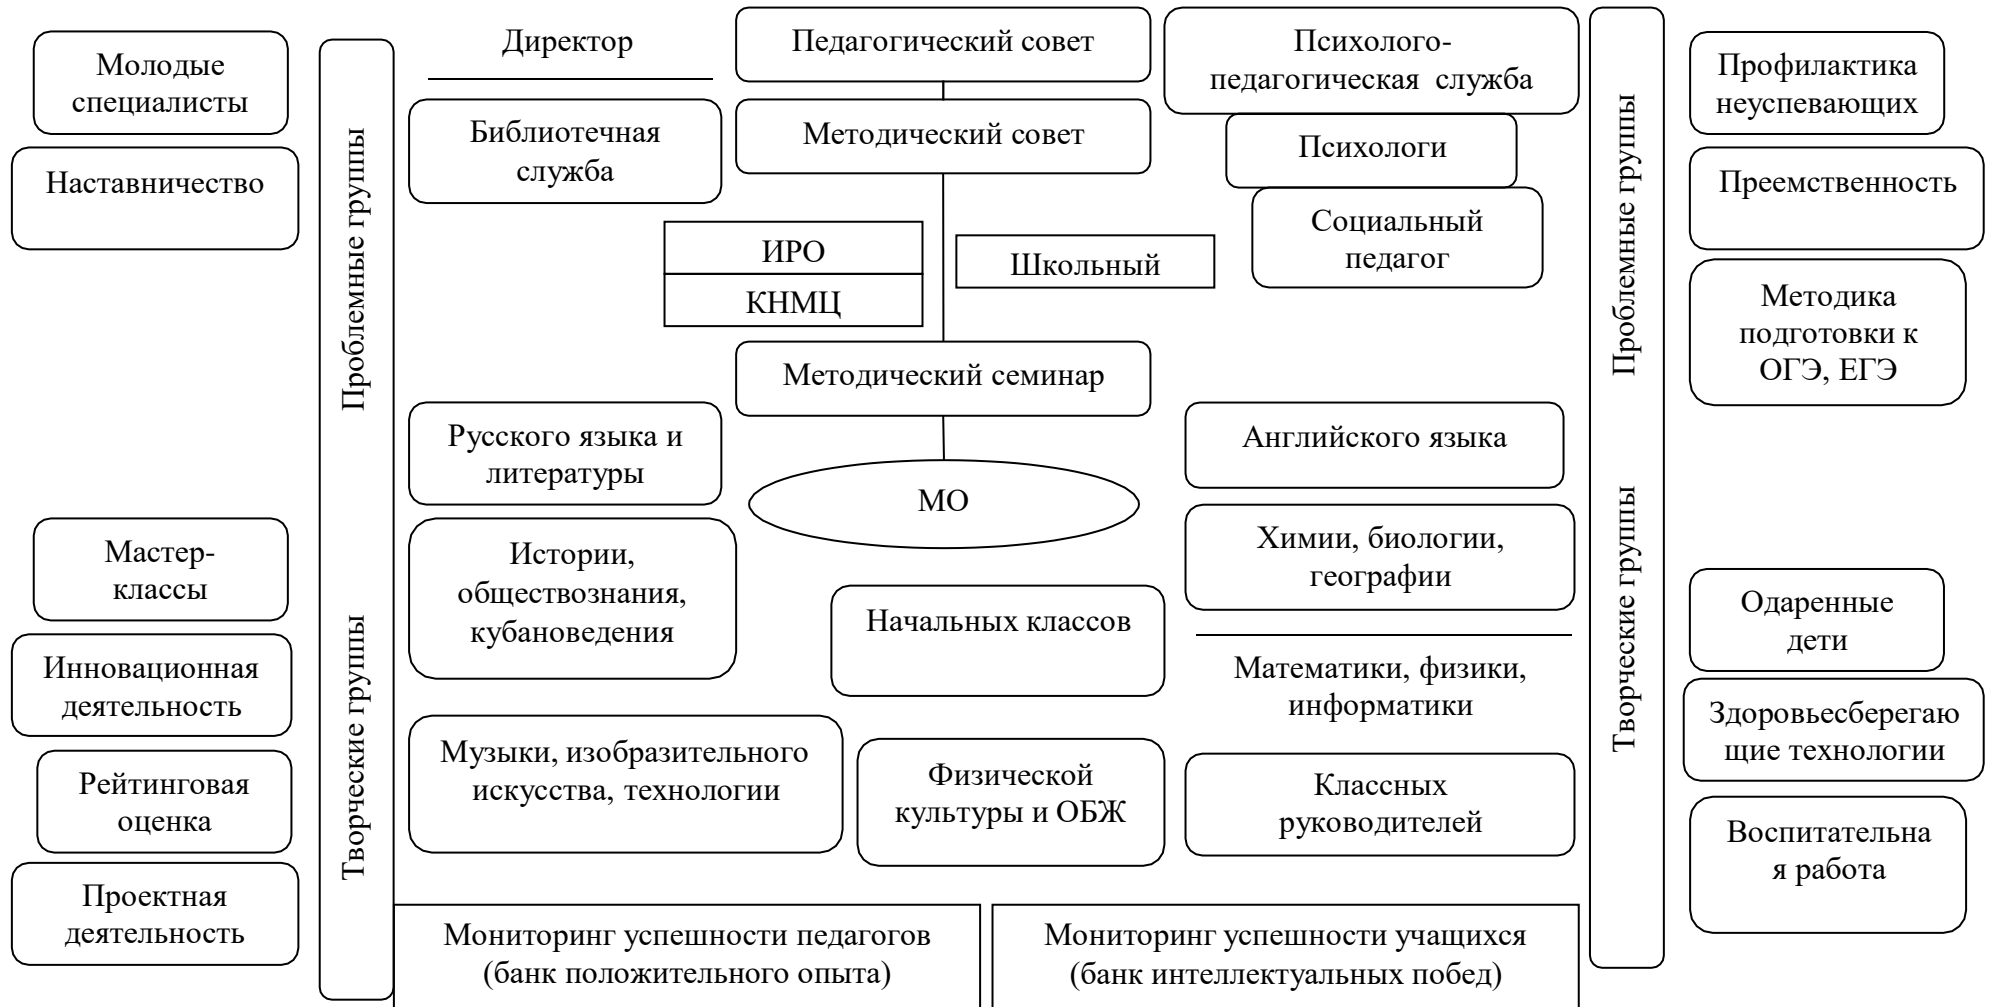 Молодые
специалисты
Наставничество
Мастер-
классы
Инновационная
деятельность
Рейтинговая
оценка
Проектная
деятельность
Проблемные группы
Творческие группы
Директор
Библиотечная
служба
Педагогический совет
Методический совет
Психолого-
педагогическая служба
Психологи
Социальный
педагог
ИРО
КНМЦ
Школьный
Методический семинар
МО
Русского языка и
литературы
Истории,
обществознания,
кубановедения
Музыки, изобразительного
искусства, технологии
Начальных классов
Физической
культуры и ОБЖ
Английского языка
Химии, биологии,
географии
Математики, физики,
информатики
Классных
руководителей
Мониторинг успешности педагогов
(банк положительного опыта)
Мониторинг успешности учащихся
(банк интеллектуальных побед)
Проблемные группы
Творческие группы
Профилактика
неуспевающих
Преемственность
Методика
подготовки к
ОГЭ, ЕГЭ
Одаренные
дети
Здоровьесберегаю
щие технологии
Воспитательна
я работа